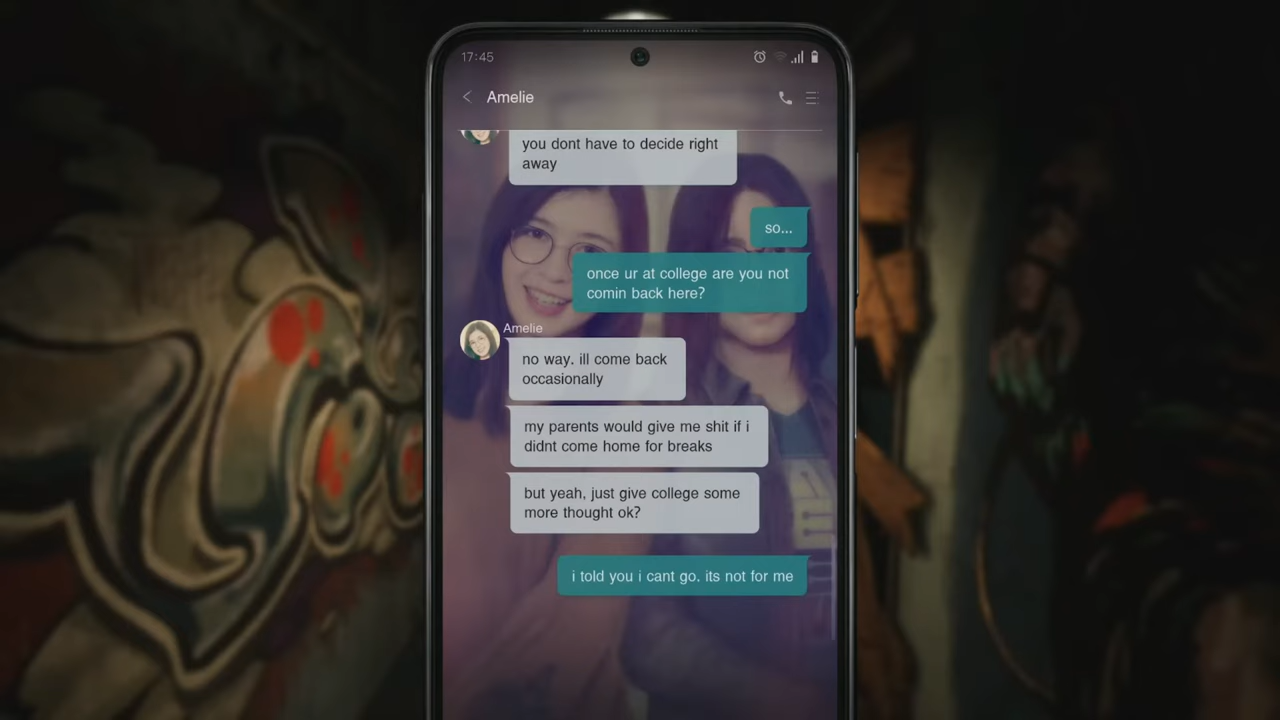 17:45
Amelie
you dont have to decide right
away
so...
once ur at college are you not
comin back here?
Amelie
no way. ill come back
occasionally
my parents would give me shit if i
didnt come home for breaks
but yeah, just give college some
more thought ok?
i told you i cant go. its not for me